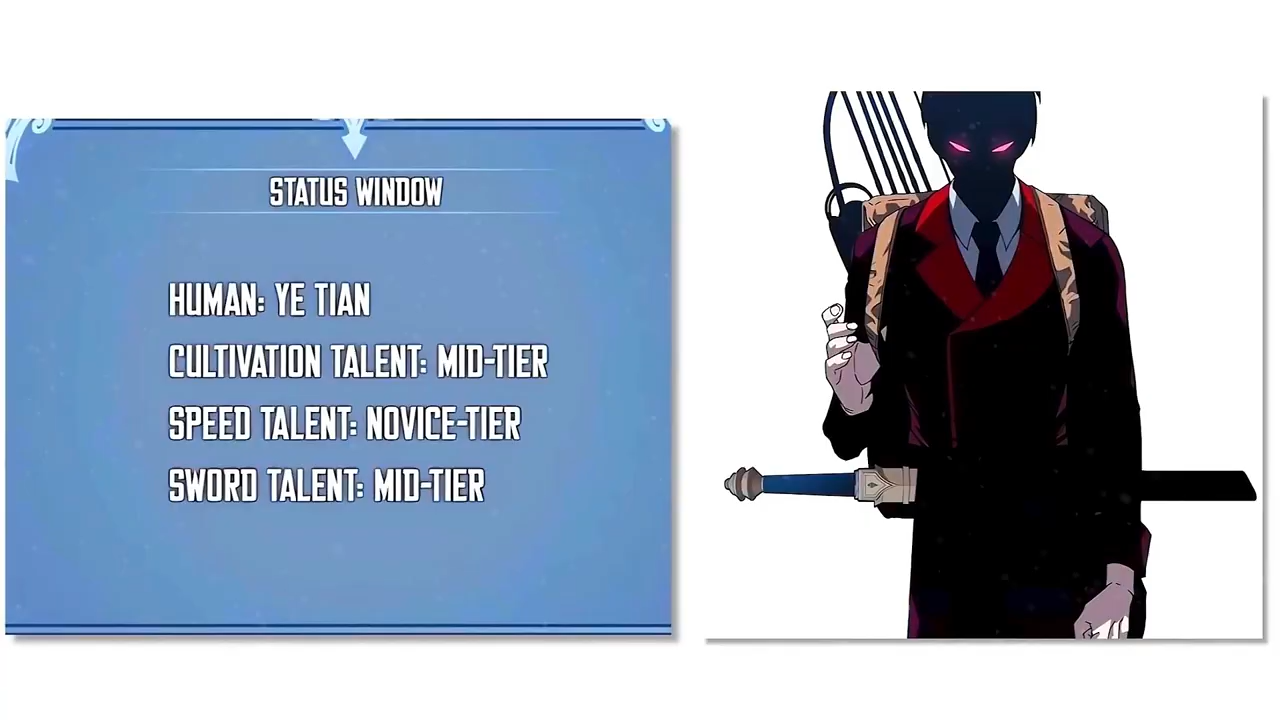 STATUS WINDOW
HUMAN: YE TIAN
CULTIVATION TALENT: MID-TIER
SPEED TALENT: NOVICE-TIER
SWORD TALENT: MID-TIER